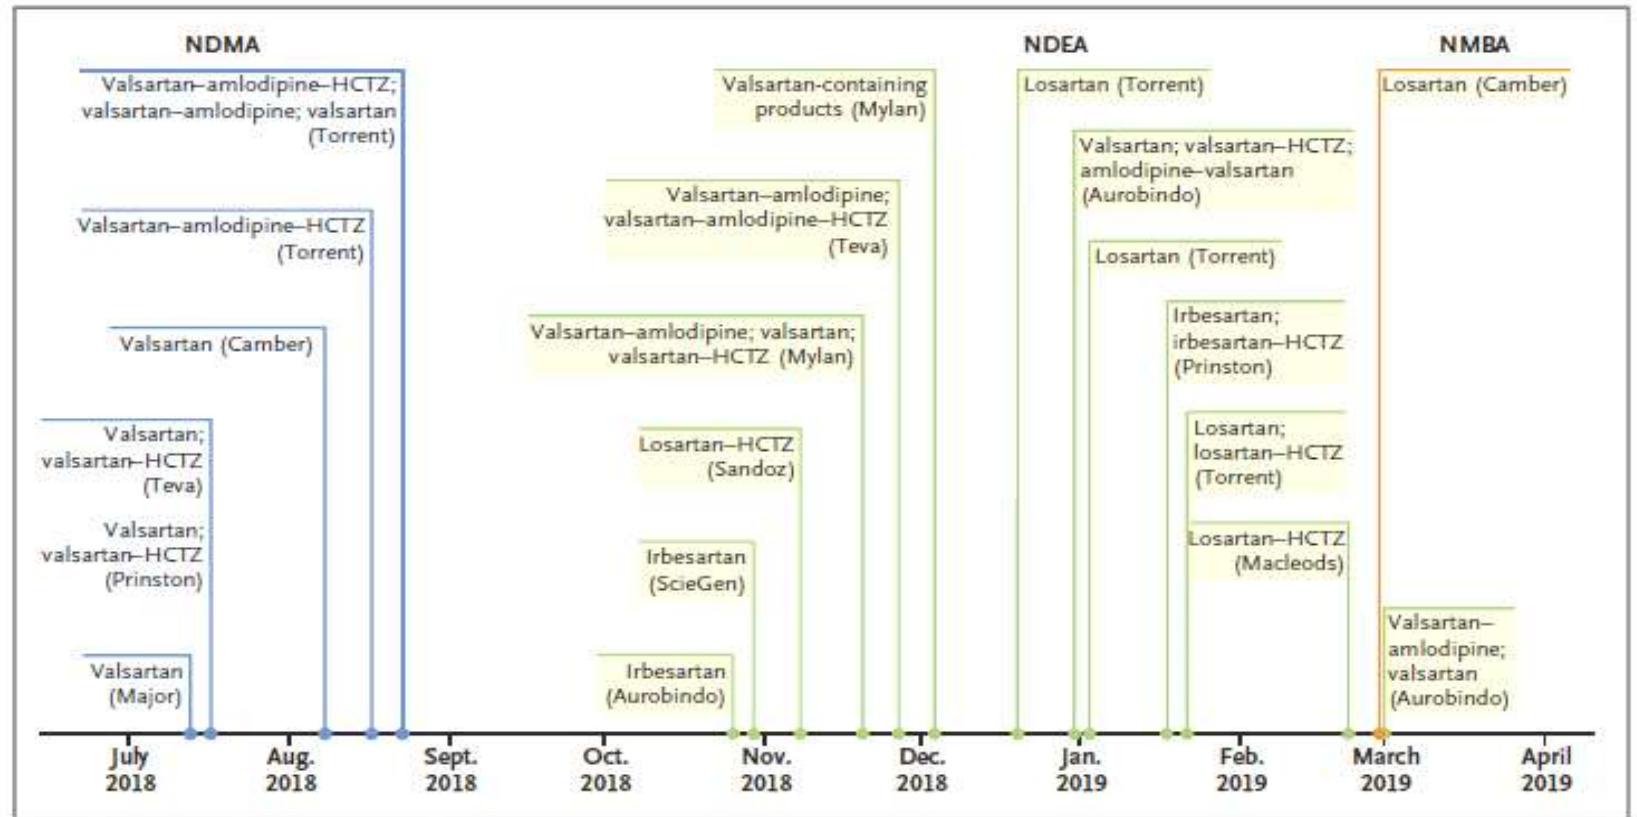 NDMA
Valsartan–amlodipine–HCTZ;
valsartan–amlodipine; valsartan
(Torrent)
Valsartan–amlodipine–HCTZ
(Torrent)
Valsartan (Camber)
Valsartan;
valsartan–HCTZ
(Teva)
Valsartan;
valsartan–HCTZ
(Prinston)
Valsartan
(Major)
NDEA
Valsartan-containing
products (Mylan)
Valsartan–amlodipine;
valsartan–amlodipine–HCTZ
(Teva)
Valsartan–amlodipine; valsartan;
valsartan–HCTZ (Mylan)
Losartan–HCTZ
(Sandoz)
Irbesartan
(ScieGen)
Irbesartan
(Aurobindo)
Losartan (Torrent)
Valsartan; valsartan–HCTZ;
amlodipine–valsartan
(Aurobindo)
Losartan (Torrent)
Irbesartan;
irbesartan–HCTZ
(Prinston)
Losartan;
losartan–HCTZ
(Torrent)
Losartan–HCTZ
(Macleods)
NMBA
Losartan (Camber)
Valsartan–
amlodipine;
valsartan
(Aurobindo)
July
2018
Aug.
2018
Sept.
2018
Oct.
2018
Nov.
2018
Dec.
2018
Jan.
2019
Feb.
2019
March
2019
April
2019